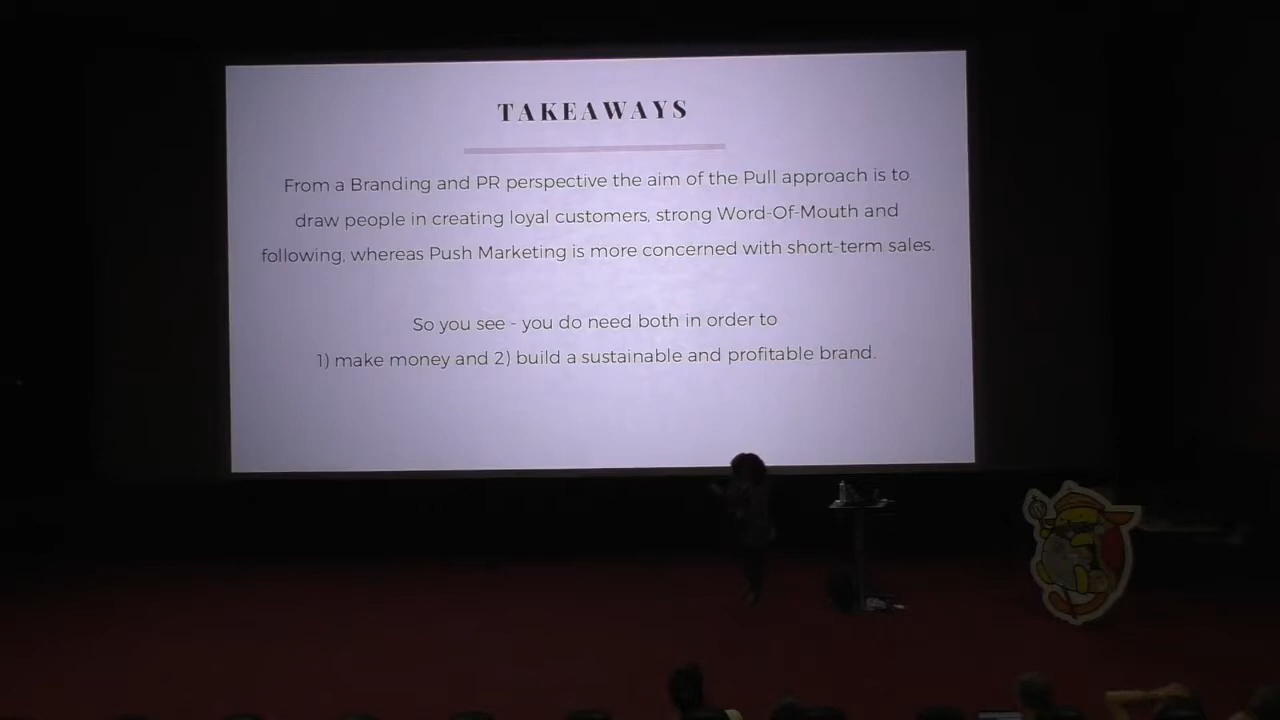 TAKEAWAYS
From a Branding and PR perspective the aim of the Pull approach is to
draw people in creating loyal customers, strong Word-Of-Mouth and
following, whereas Push Marketing is more concerned with short-term sales.
So you see - you do need both in order to
1) make money and 2) build a sustainable and profitable brand.